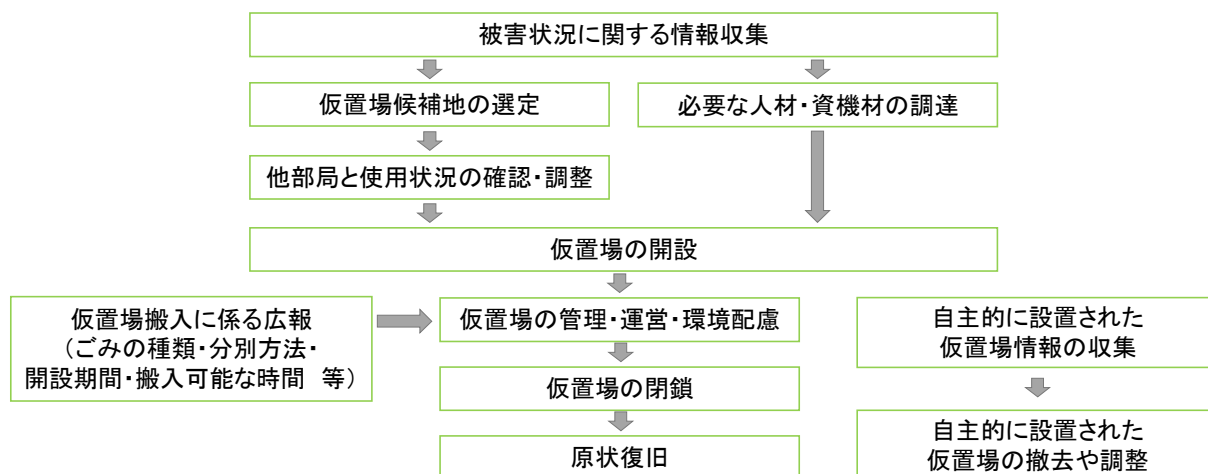 被害状況に関する情報収集
仮置場候補地の選定
必要な人材・資機材の調達
他部局と使用状況の確認・調整
仮置場の開設
仮置場搬入に係る広報
（ごみの種類・分別方法・
開設期間・搬入可能な時間　等）
仮置場の管理・運営・環境配慮
仮置場の閉鎖
原状復旧
自主的に設置された
仮置場情報の収集
自主的に設置された
仮置場の撤去や調整